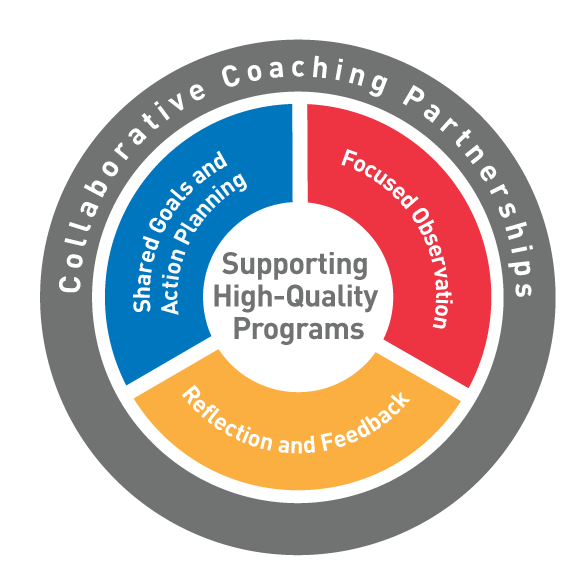 Collaborative Coaching Partnerships
Shared Goals and
Action Planning
Focused Observation
Supporting
High-Quality
Programs
Reflection and Feedback